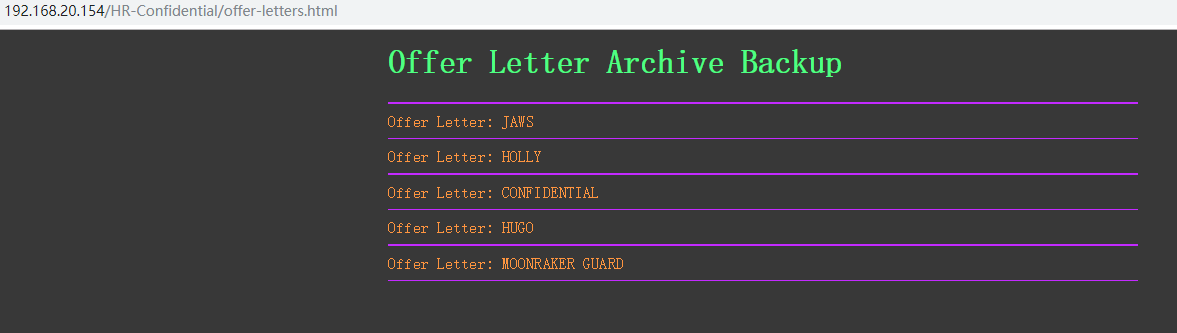 192.168.20.154/HR-Confidential/offer-letters.html
Offer Letter Archive Backup
Offer Letter: JAWS
Offer Letter: HOLLY
Offer Letter: CONFIDENTIAL
Offer Letter: HUGO
Offer Letter: MOONRAKER GUARD